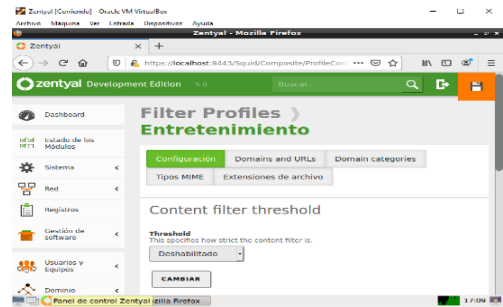 Zentyal [Corriendo] - Oracle VM VirtualBox
Archivo Máquina Ver Entrada Dispositivos Ayuda
Zentyal - Mozilla Firefox
Zentyal
https://localhost:8443/Squid/Composite/ProfileCon
zentyal Development Edition 5.0
Buscar...
Dashboard
Estado de los Módulos
Sistema
Red
Registros
Gestión de software
Usuarios y Equipos
Dominio
Filter Profiles
Entretenimiento
Configuración Domains and URLs Domain categories
Tipos MIME Extensiones de archivo
Content filter threshold
Threshold
This specifies how strict the content filter is.
Deshabilitado
CAMBIAR
Panel de control Zentyal
zilla Firefox